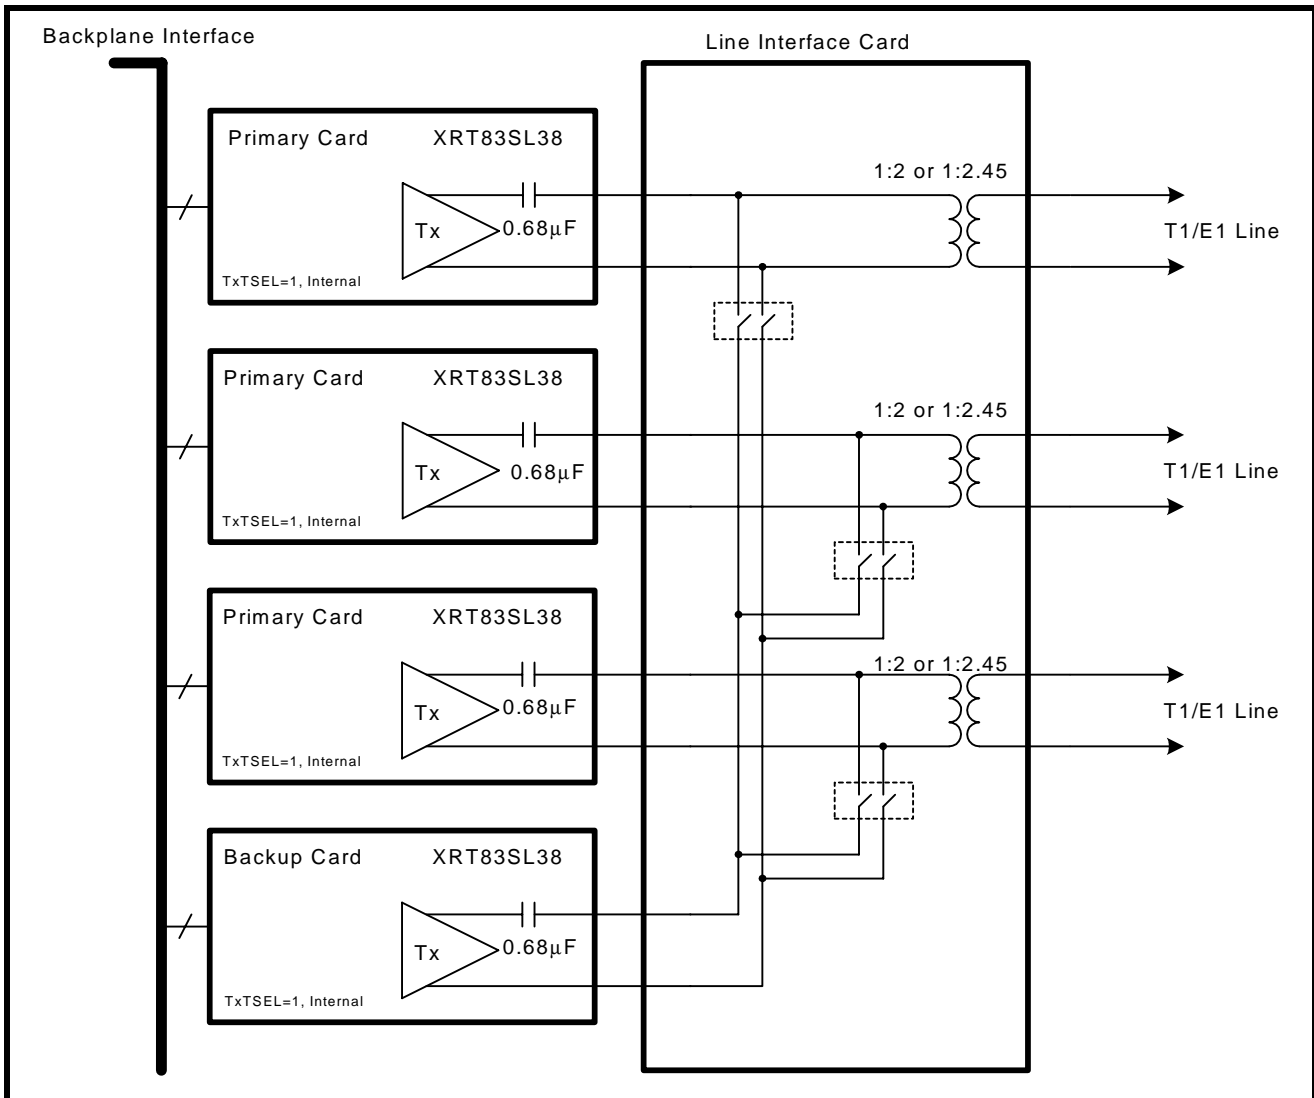 Backplane Interface
Line Interface Card
Primary Card XRT83SL38
1:2 or 1:2.45
Tx
0.68µF
T1/E1 Line
TxTSEL=1, Internal
Primary Card XRT83SL38
1:2 or 1:2.45
Tx
0.68µF
T1/E1 Line
TxTSEL=1, Internal
Primary Card XRT83SL38
1:2 or 1:2.45
Tx
0.68µF
T1/E1 Line
TxTSEL=1, Internal
Backup Card XRT83SL38
Tx
0.68µF
TxTSEL=1, Internal